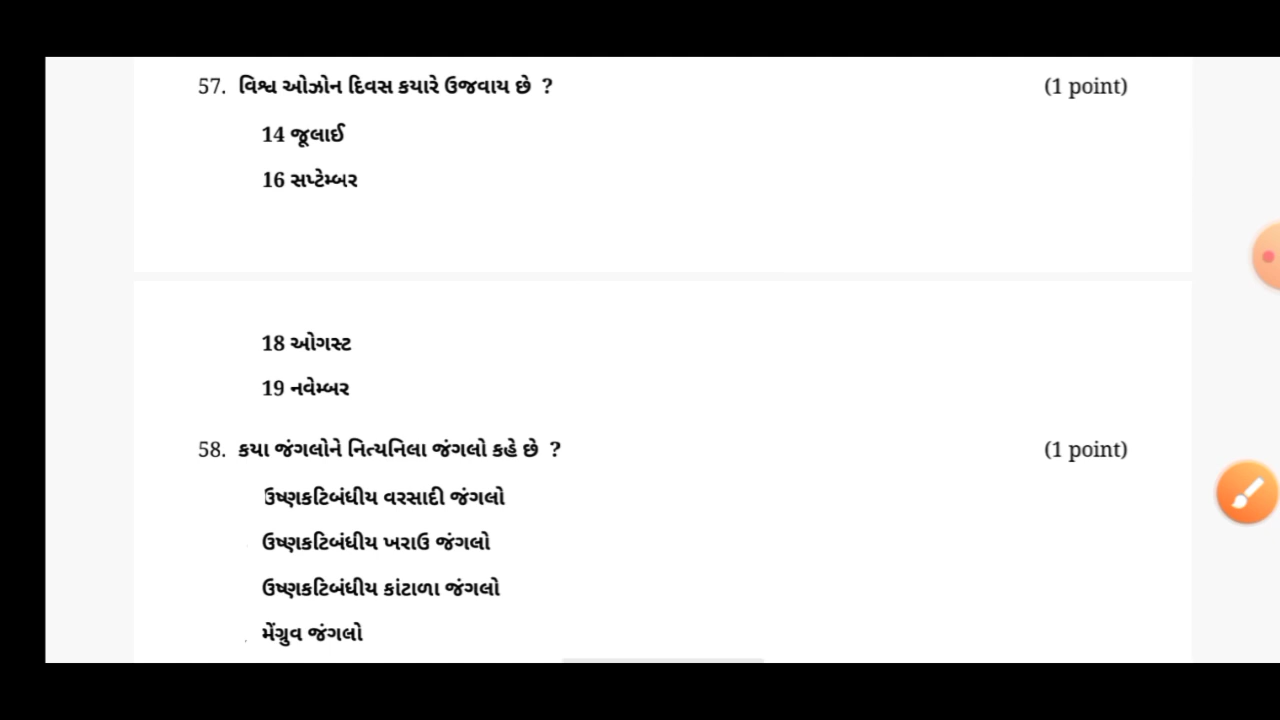 57. વિશ્વ ઓઝોન દિવસ કયારે ઉજવાય છે ? (1 point)
14 જૂલાઈ
16 સપ્ટેમ્બર
18 ઓગસ્ટ
19 નવેમ્બર
58. કયા જંગલોને નિત્યનિલા જંગલો કહે છે ? (1 point)
ઉષ્ણકટિબંધીય વરસાદી જંગલો
ઉષ્ણકટિબંધીય ખરાઉ જંગલો
ઉષ્ણકટિબંધીય કાંટાળા જંગલો
મેંગ્રુવ જંગલો